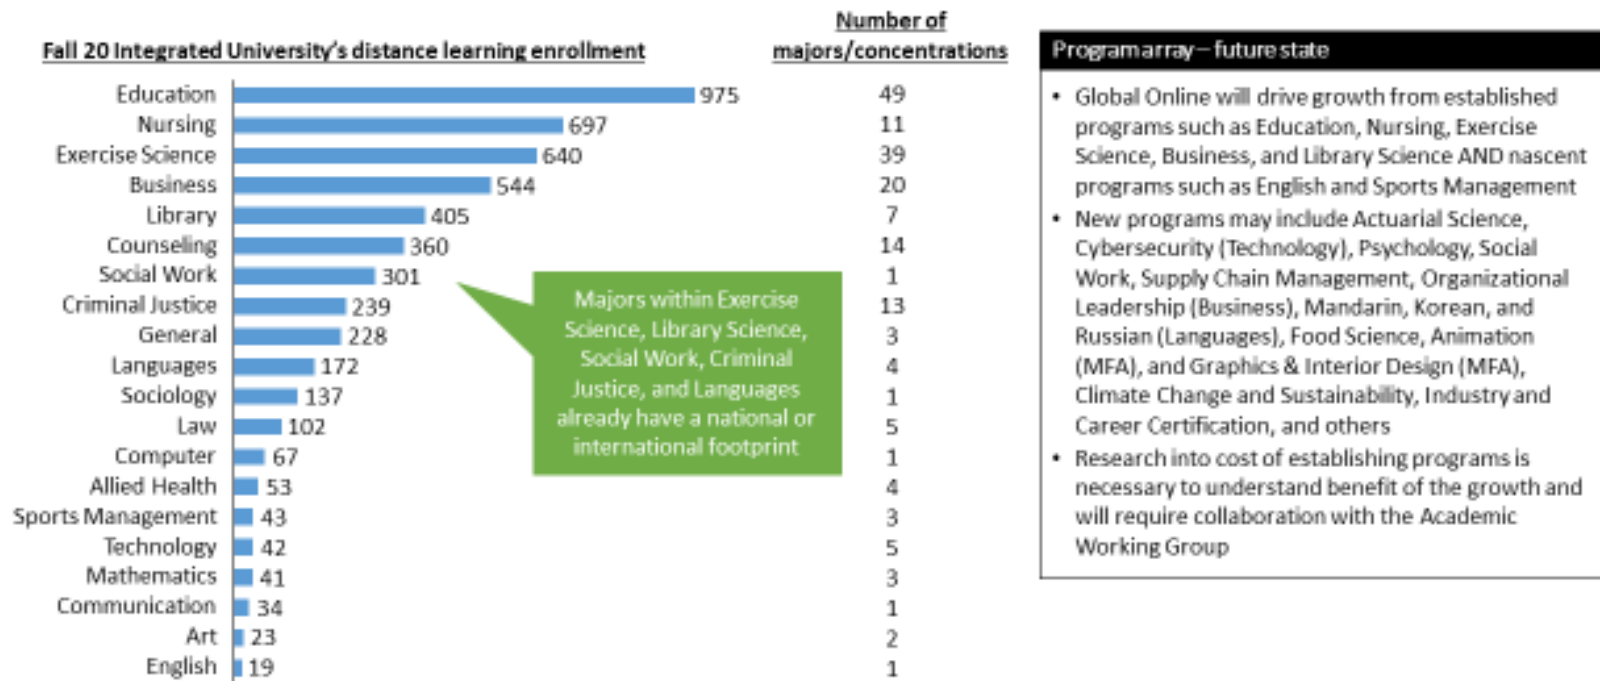 Number of
Fall 20 Integrated University's distance learning enrollment majors/concentrations
Education 975 49
Nursing 697 11
Exercise Science 640 39
Business 544 20
Library 405 7
Counseling 360 14
Social Work 301 1
Criminal Justice 239 13
General 228 3
Languages 172 4
Sociology 137 1
Law 102 5
Computer 67 1
Allied Health 53 4
Sports Management 43 3
Technology 42 5
Mathematics 41 3
Communication 34 1
Art 23 2
English 19 1
Majors within Exercise
Science, Library Science,
Social Work, Criminal
Justice, and Languages
already have a national or
international footprint
Program array – future state
• Global Online will drive growth from established
programs such as Education, Nursing, Exercise
Science, Business, and Library Science AND nascent
programs such as English and Sports Management
• New programs may include Actuarial Science,
Cybersecurity (Technology), Psychology, Social
Work, Supply Chain Management, Organizational
Leadership (Business), Mandarin, Korean, and
Russian (Languages), Food Science, Animation
(MFA), and Graphics & Interior Design (MFA),
Climate Change and Sustainability, Industry and
Career Certification, and others
• Research into cost of establishing programs is
necessary to understand benefit of the growth and
will require collaboration with the Academic
Working Group